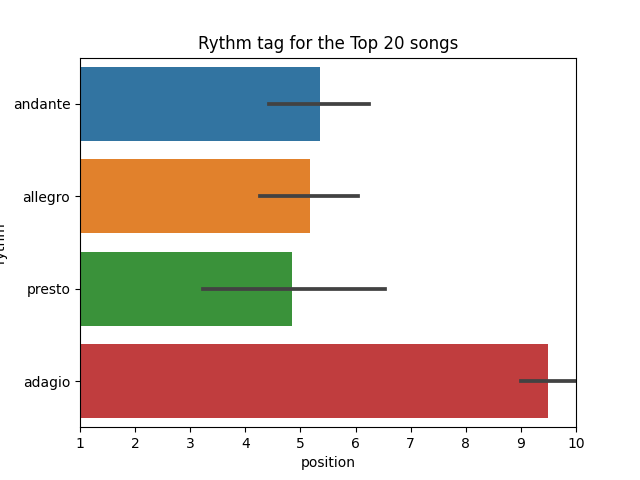 Rythm tag for the Top 20 songs
andante
allegro
presto
adagio
1 2 3 4 5 6 7 8 9 10
position
rythm